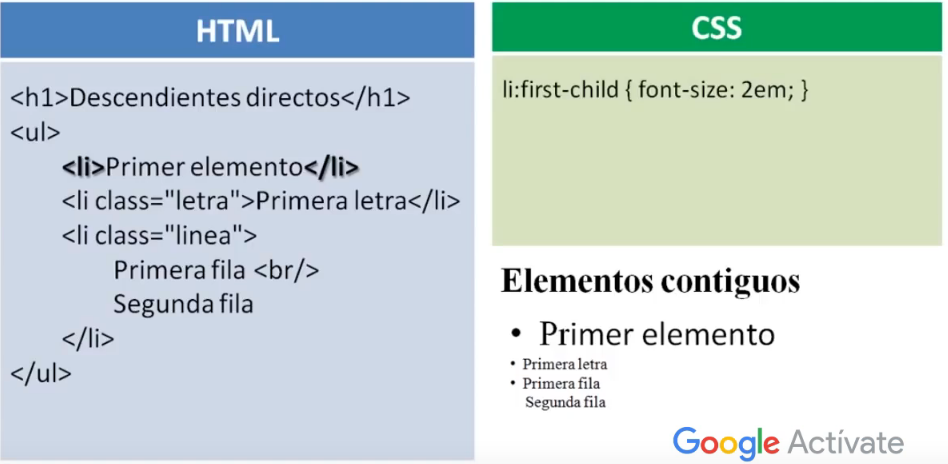 HTML
<h1>Descendientes directos</h1>
<ul>
<li>Primer elemento</li>
<li class="letra">Primera letra</li>
<li class="linea">
Primera fila <br/>
Segunda fila
</li>
</ul>
CSS
li:first-child { font-size: 2em; }
Elementos contiguos
• Primer elemento
• Primera letra
• Primera fila
Segunda fila
Google Actívate